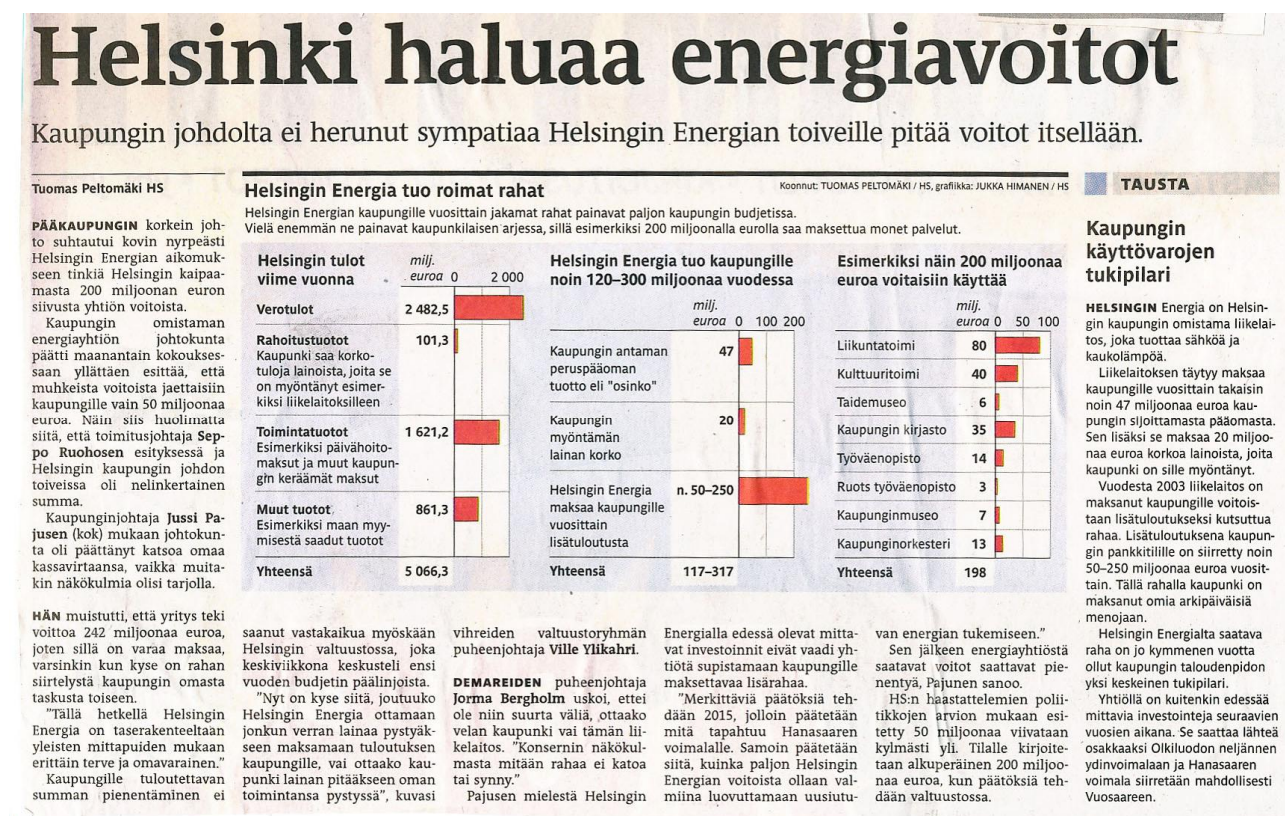 Helsinki haluaa energiavoitot
Kaupungin johdolta ei herunut sympatiaa Helsingin Energian toiveille pitää voitot itsellään.
Tuomas Peltomäki HS
PÄÄKAUPUNGIN korkein joh-
to suhtautui kovin nyrpeästi
Helsingin Energian aikomuk-
seen tinkiä Helsingin kaipaa-
masta 200 miljoonan euron
siivusta yhtiön voitoista.
Kaupungin omistaman
energiayhtiön johtokunta
päätti maanantain kokoukses-
saan yllättäen esittää, että
muhkeista voitoista jaettaisiin
kaupungille vain 50 miljoonaa
euroa. Näin siis huolimatta
siitä, että toimitusjohtaja Sep-
po Ruohosen esityksessä ja
Helsingin kaupungin johdon
toiveissa oli nelinkertainen
summa.
Kaupunginjohtaja Jussi Pa-
jusen (kok) mukaan johtokun-
ta oli päättänyt katsoa omaa
kassavirtaansa, vaikka muita-
kin näkökulmia olisi tarjolla.
HÄN muistutti, että yritys teki
voittoa 242 miljoonaa euroa,
joten sillä on varaa maksaa,
varsinkin kun kyse on rahan
siirtelystä kaupungin omasta
taskusta toiseen.
"Tällä hetkellä Helsingin
Energia on taserakenteeltaan
yleisten mittapuiden mukaan
erittäin terve ja omavarainen."
Kaupungille tuloutettavan
summan pienentäminen ei
Helsingin Energia tuo roimat rahat
Koonnut: TUOMAS PELTOMÄKI / HS, grafiikka: JUKKA HIMANEN / HS
Helsingin Energian kaupungille vuosittain jakamat rahat painavat paljon kaupungin budjetissa.
Vielä enemmän ne painavat kaupunkilaisen arjessa, sillä esimerkiksi 200 miljoonalla eurolla saa maksettua monet palvelut.
Helsingin tulot
viime vuonna
milj.
euroa 0 2 000
Verotulot 2 482,5
Rahoitustuotot 101,3
Kaupunki saa korko-
tuloja lainoista, joita se
on myöntänyt esimer-
kiksi liikelaitoksilleen
Toimintatuotot 1 621,2
Esimerkiksi päivähoito-
maksut ja muut kaupun-
gin keräämät maksut
Muut tuotot 861,3
Esimerkiksi maan myy-
misestä saadut tuotot
Yhteensä 5 066,3
Helsingin Energia tuo kaupungille
noin 120–300 miljoonaa vuodessa
milj.
euroa 0 100 200
Kaupungin antaman 47
peruspääoman
tuotto eli "osinko"
Kaupungin 20
myöntämän
lainan korko
Helsingin Energia n. 50–250
maksaa kaupungille
vuosittain
lisätuloutusta
Yhteensä 117–317
Esimerkiksi näin 200 miljoonaa
euroa voitaisiin käyttää
milj.
euroa 0 50 100
Liikuntatoimi 80
Kulttuuritoimi 40
Taidemuseo 6
Kaupungin kirjasto 35
Työväenopisto 14
Ruots työväenopisto 3
Kaupunginmuseo 7
Kaupunginorkesteri 13
Yhteensä 198
saanut vastakaikua myöskään
Helsingin valtuustossa, joka
keskiviikkona keskusteli ensi
vuoden budjetin päälinjoista.
"Nyt on kyse siitä, joutuuko
Helsingin Energia ottamaan
jonkun verran lainaa pystyäk-
seen maksamaan tuloutuksen
kaupungille, vai ottaako kau-
punki lainan pitääkseen oman
toimintansa pystyssä", kuvasi
vihreiden valtuustoryhmän
puheenjohtaja Ville Ylikahri.
DEMAREIDEN puheenjohtaja
Jorma Bergholm uskoi, ettei
ole niin suurta väliä, ottaako
velan kaupunki vai tämän lii-
kelaitos. "Konsernin näkökul-
masta mitään rahaa ei katoa
tai synny."
Pajusen mielestä Helsingin
Energialla edessä olevat mitta-
vat investoinnit eivät vaadi yh-
tiötä supistamaan kaupungille
maksettavaa lisärahaa.
"Merkittäviä päätöksiä teh-
dään 2015, jolloin päätetään
mitä tapahtuu Hanasaaren
voimalalle. Samoin päätetään
siitä, kuinka paljon Helsingin
Energian voitoista ollaan val-
miina luovuttamaan uusiutu-
van energian tukemiseen."
Sen jälkeen energiayhtiöstä
saatavat voitot saattavat pie-
nentyä, Pajunen sanoo.
HS:n haastattelemien polii-
tikkojen arvion mukaan esi-
tetty 50 miljoonaa viivataan
kylmästi yli. Tilalle kirjoite-
taan alkuperäinen 200 miljoo-
naa euroa, kun päätöksiä teh-
dään valtuustossa.
TAUSTA
Kaupungin
käyttövarojen
tukipilari
HELSINGIN Energia on Helsin-
gin kaupungin omistama liikelai-
tos, joka tuottaa sähköä ja
kaukolämpöä.
Liikelaitoksen täytyy maksaa
kaupungille vuosittain takaisin
noin 47 miljoonaa euroa kau-
pungin sijoittamasta pääomasta.
Sen lisäksi se maksaa 20 miljoo-
naa euroa korkoa lainoista, joita
kaupunki on sille myöntänyt.
Vuodesta 2003 liikelaitos on
maksanut kaupungille voitois-
taan lisätuloutukseksi kutsuttua
rahaa. Lisätuloutuksena kaupun-
gin pankkitilille on siirretty noin
50–250 miljoonaa euroa vuosit-
tain. Tällä rahalla kaupunki on
maksanut omia arkipäiväisiä
menojaan.
Helsingin Energialta saatava
raha on jo kymmenen vuotta
ollut kaupungin taloudenpidon
yksi keskeinen tukipilari.
Yhtiöllä on kuitenkin edessä
mittavia investointeja seuraavien
vuosien aikana. Se saattaa lähteä
osakkaaksi Olkiluodon neljännen
ydinvoimalaan ja Hanasaaren
voimala siirretään mahdollisesti
Vuosaareen.